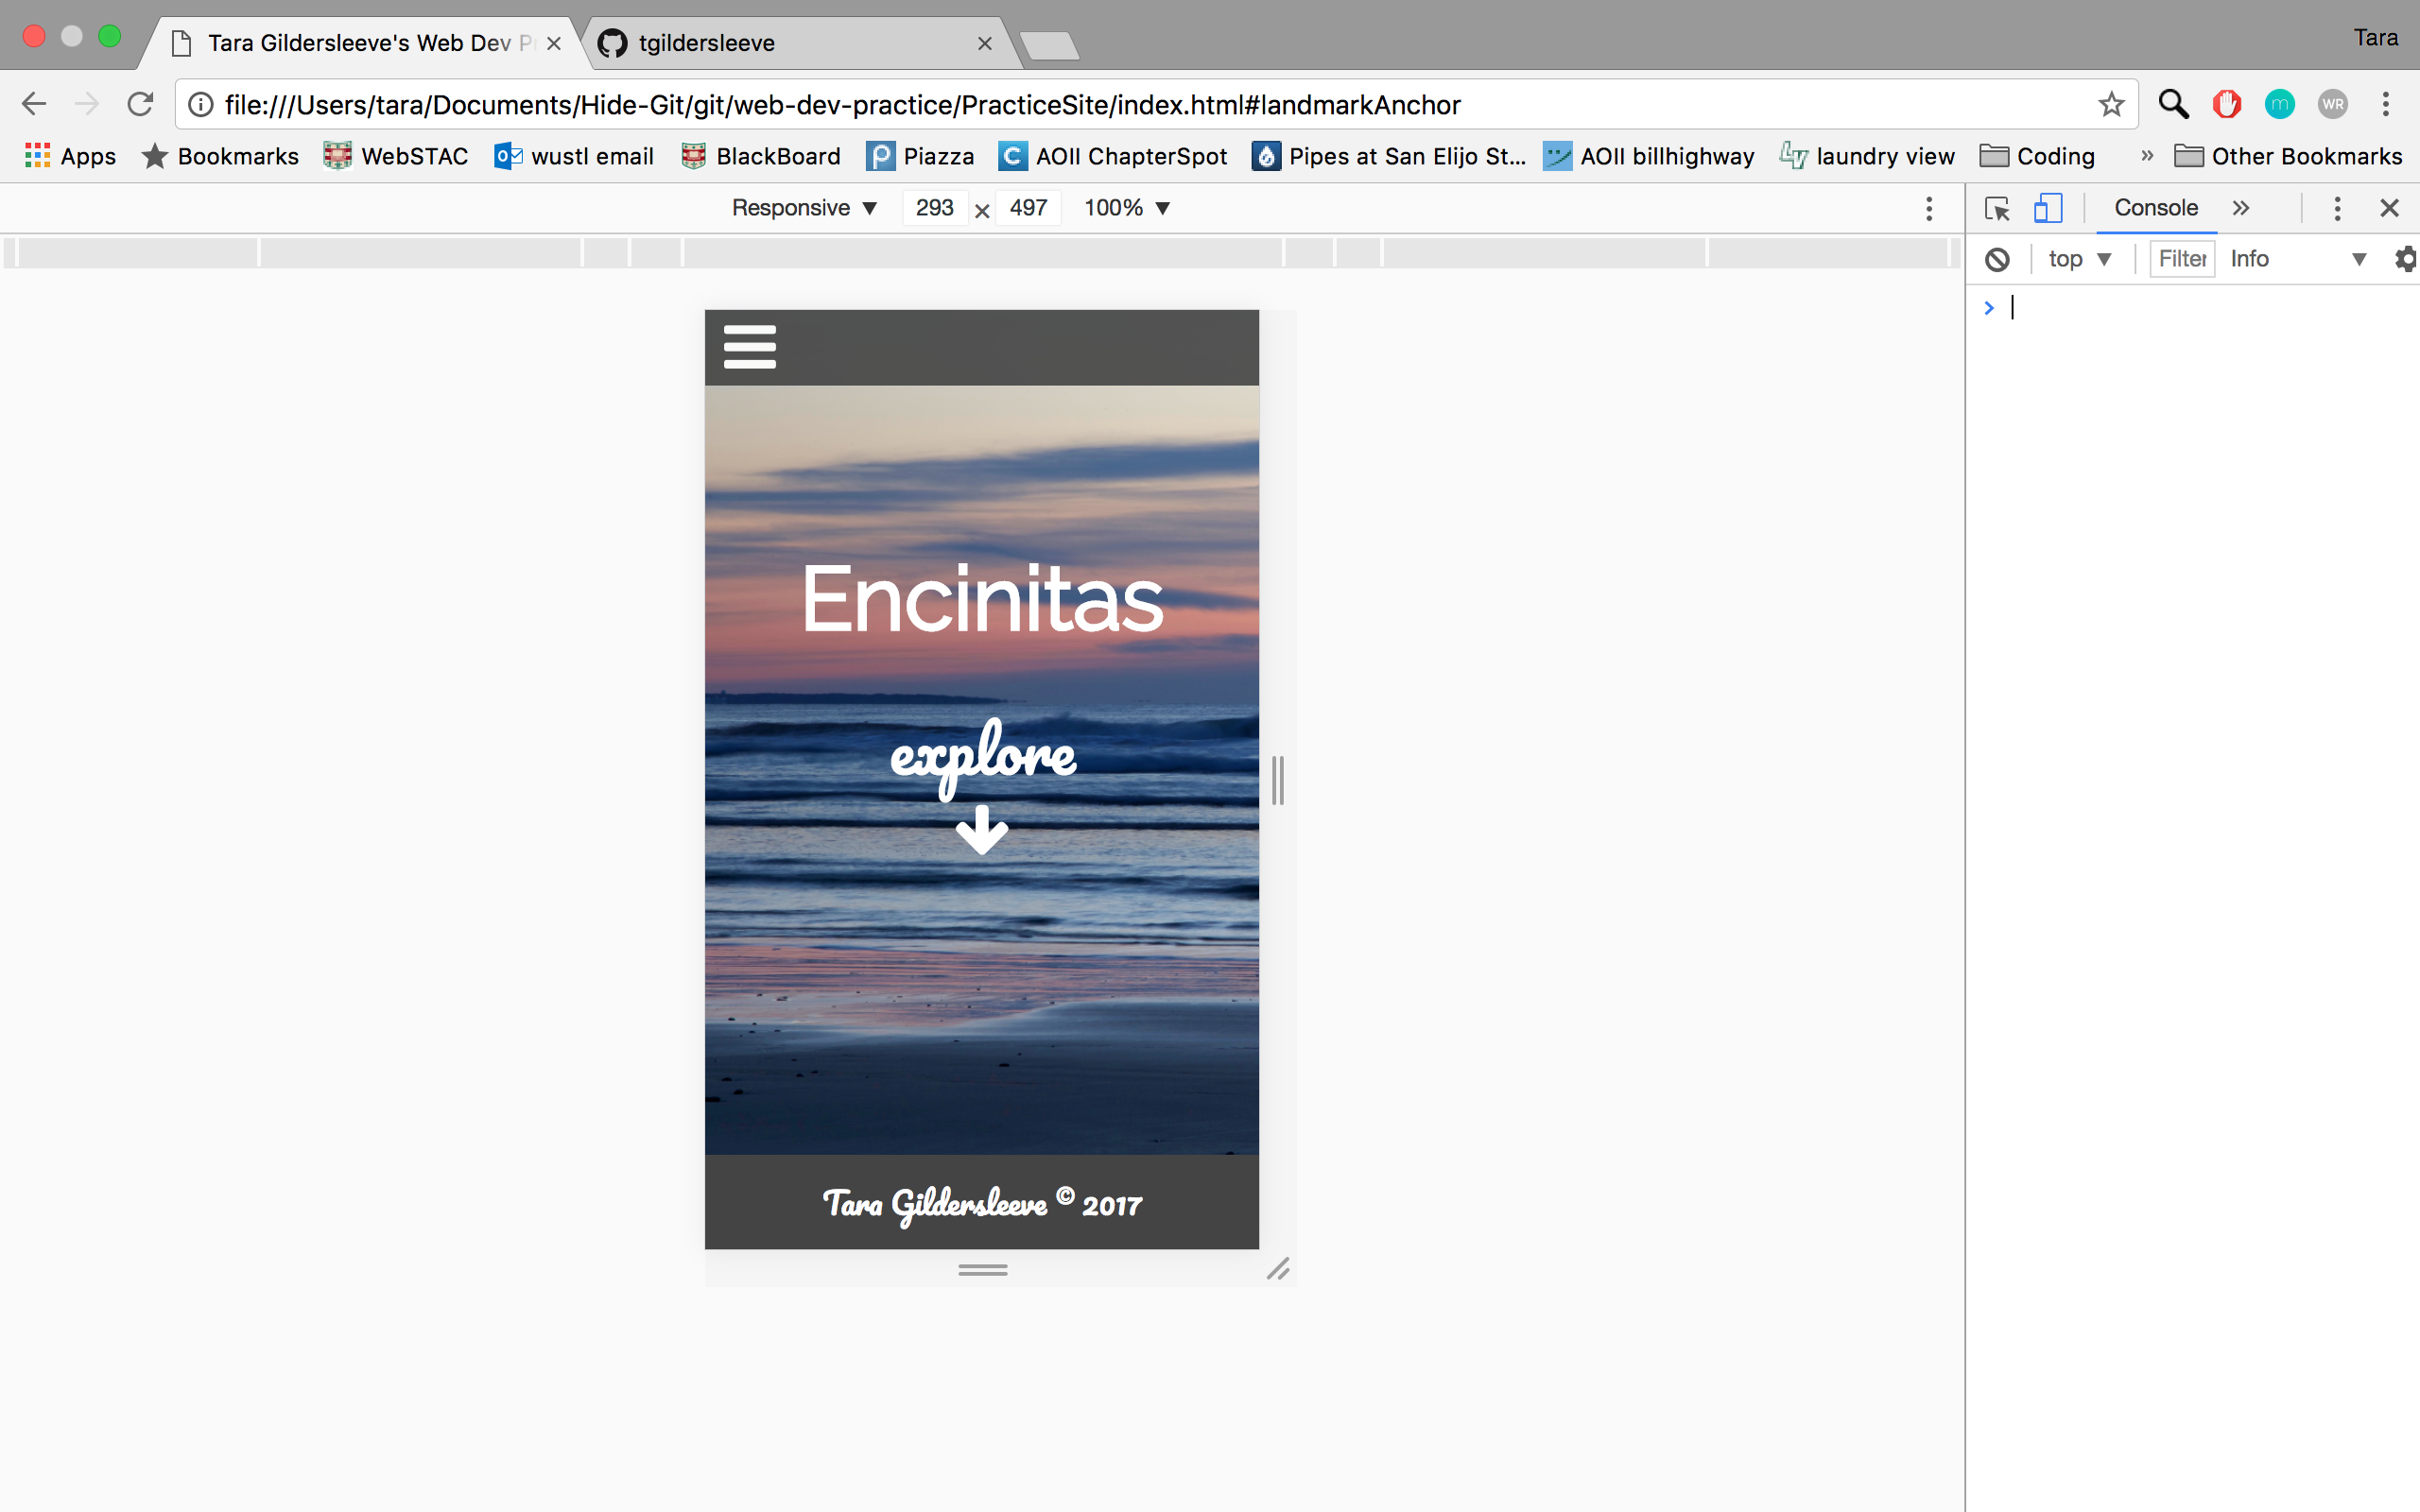 Tara Gildersleeve's Web Dev P
tgildersleeve
Tara
file:///Users/tara/Documents/Hide-Git/git/web-dev-practice/PracticeSite/index.html#landmarkAnchor
m
WR
Apps Bookmarks WebSTAC wustl email BlackBoard Piazza AOII ChapterSpot Pipes at San Elijo St... AOII billhighway laundry view Coding » Other Bookmarks
Responsive 293 × 497 100%
Console »
top Filter Info
Encinitas
explore
Tara Gildersleeve © 2017